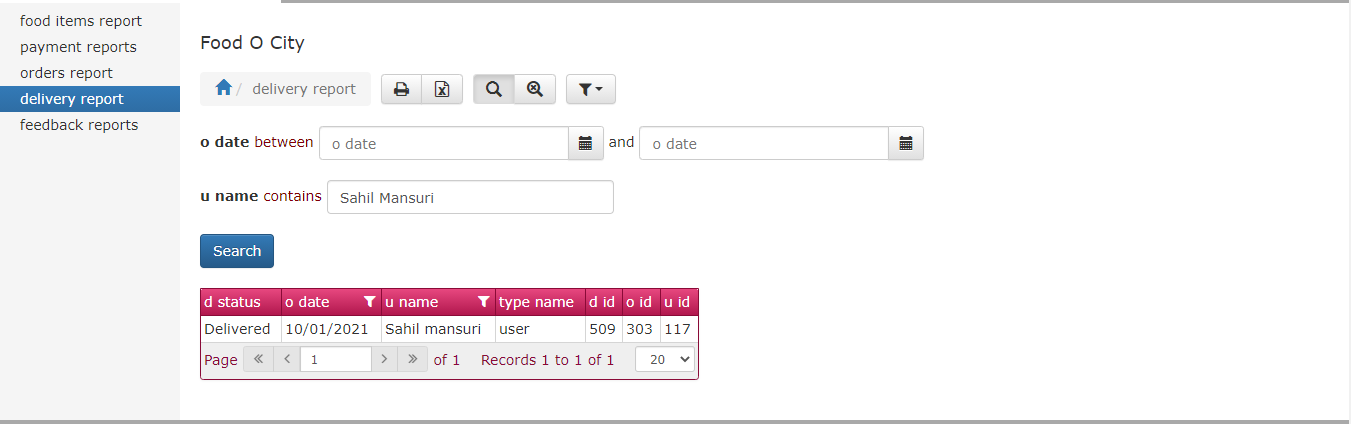 food items report
payment reports
orders report
delivery report
feedback reports
Food O City
/ delivery report
o date between o date and o date
u name contains Sahil Mansuri
Search
d status o date u name type name d id o id u id
Delivered 10/01/2021 Sahil mansuri user 509 303 117
Page « < 1 > » of 1 Records 1 to 1 of 1 20